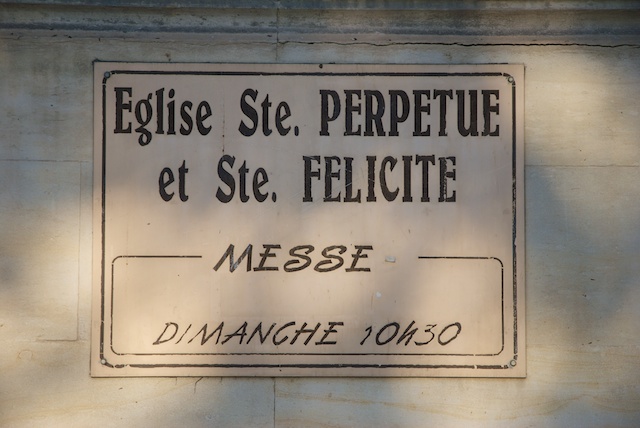 Eglise Ste. PERPETUE
et Ste. FELICITE
MESSE
DIMANCHE 10h30